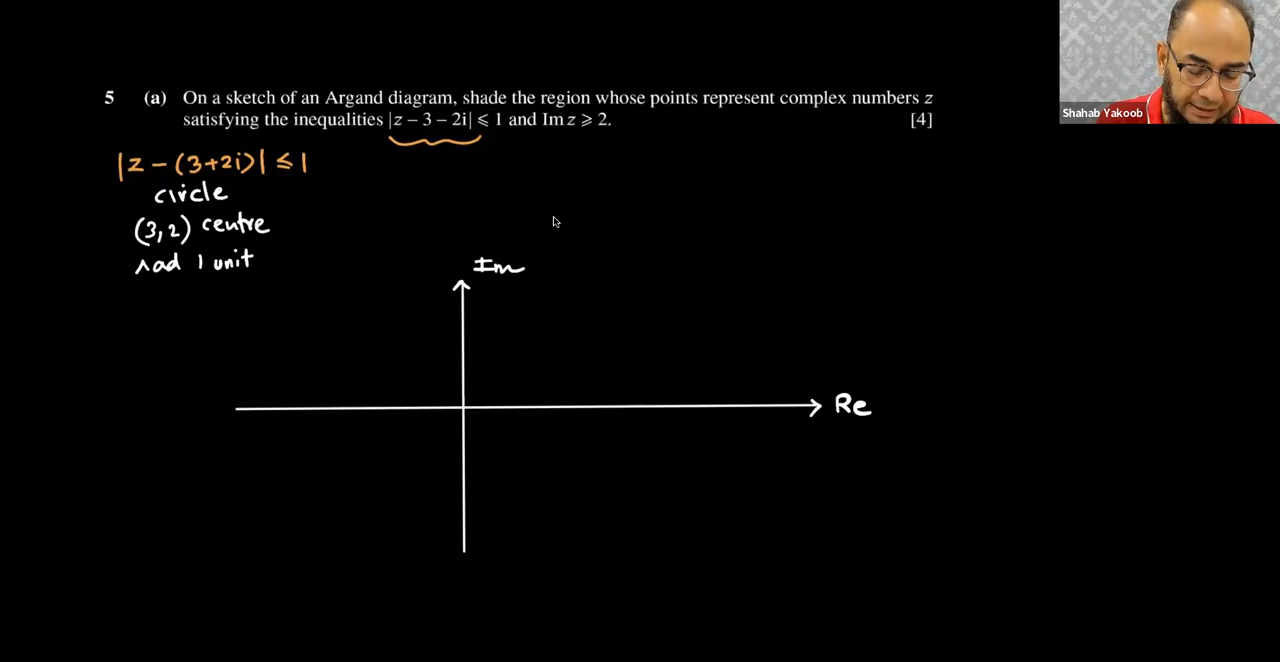 5 (a) On a sketch of an Argand diagram, shade the region whose points represent complex numbers z
satisfying the inequalities |z − 3 − 2i| ⩽ 1 and Im z ⩾ 2. [4]
Shahab Yakoob
|z − (3+2i)| ≤ 1
circle
(3,2) centre
rad 1 unit
Im
Re